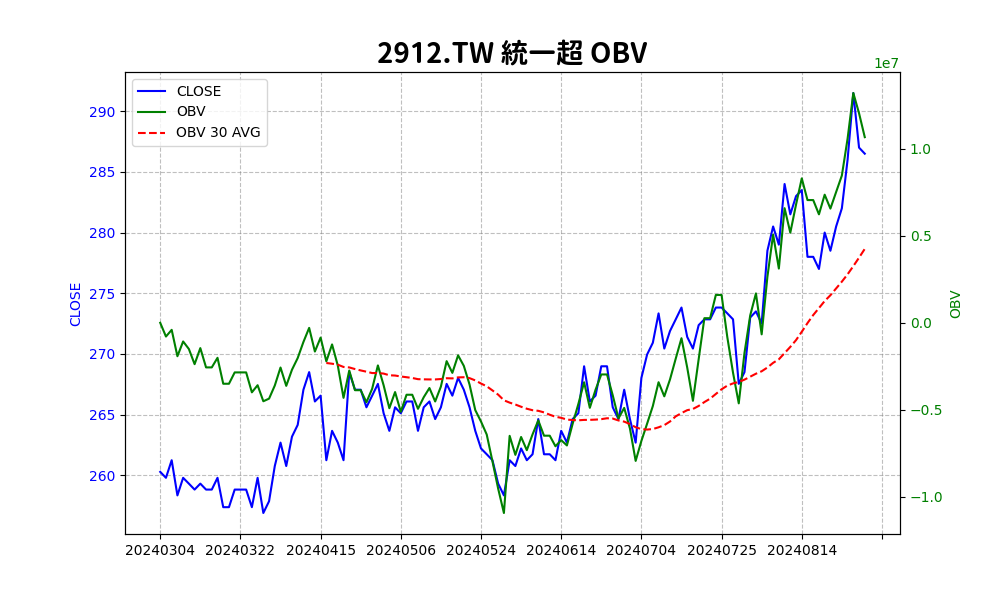 2912.TW 統一超 OBV
1e7
CLOSE
OBV
OBV 30 AVG
290
285
280
275
270
265
260
CLOSE
1.0
0.5
0.0
−0.5
−1.0
OBV
20240304 20240322 20240415 20240506 20240524 20240614 20240704 20240725 20240814